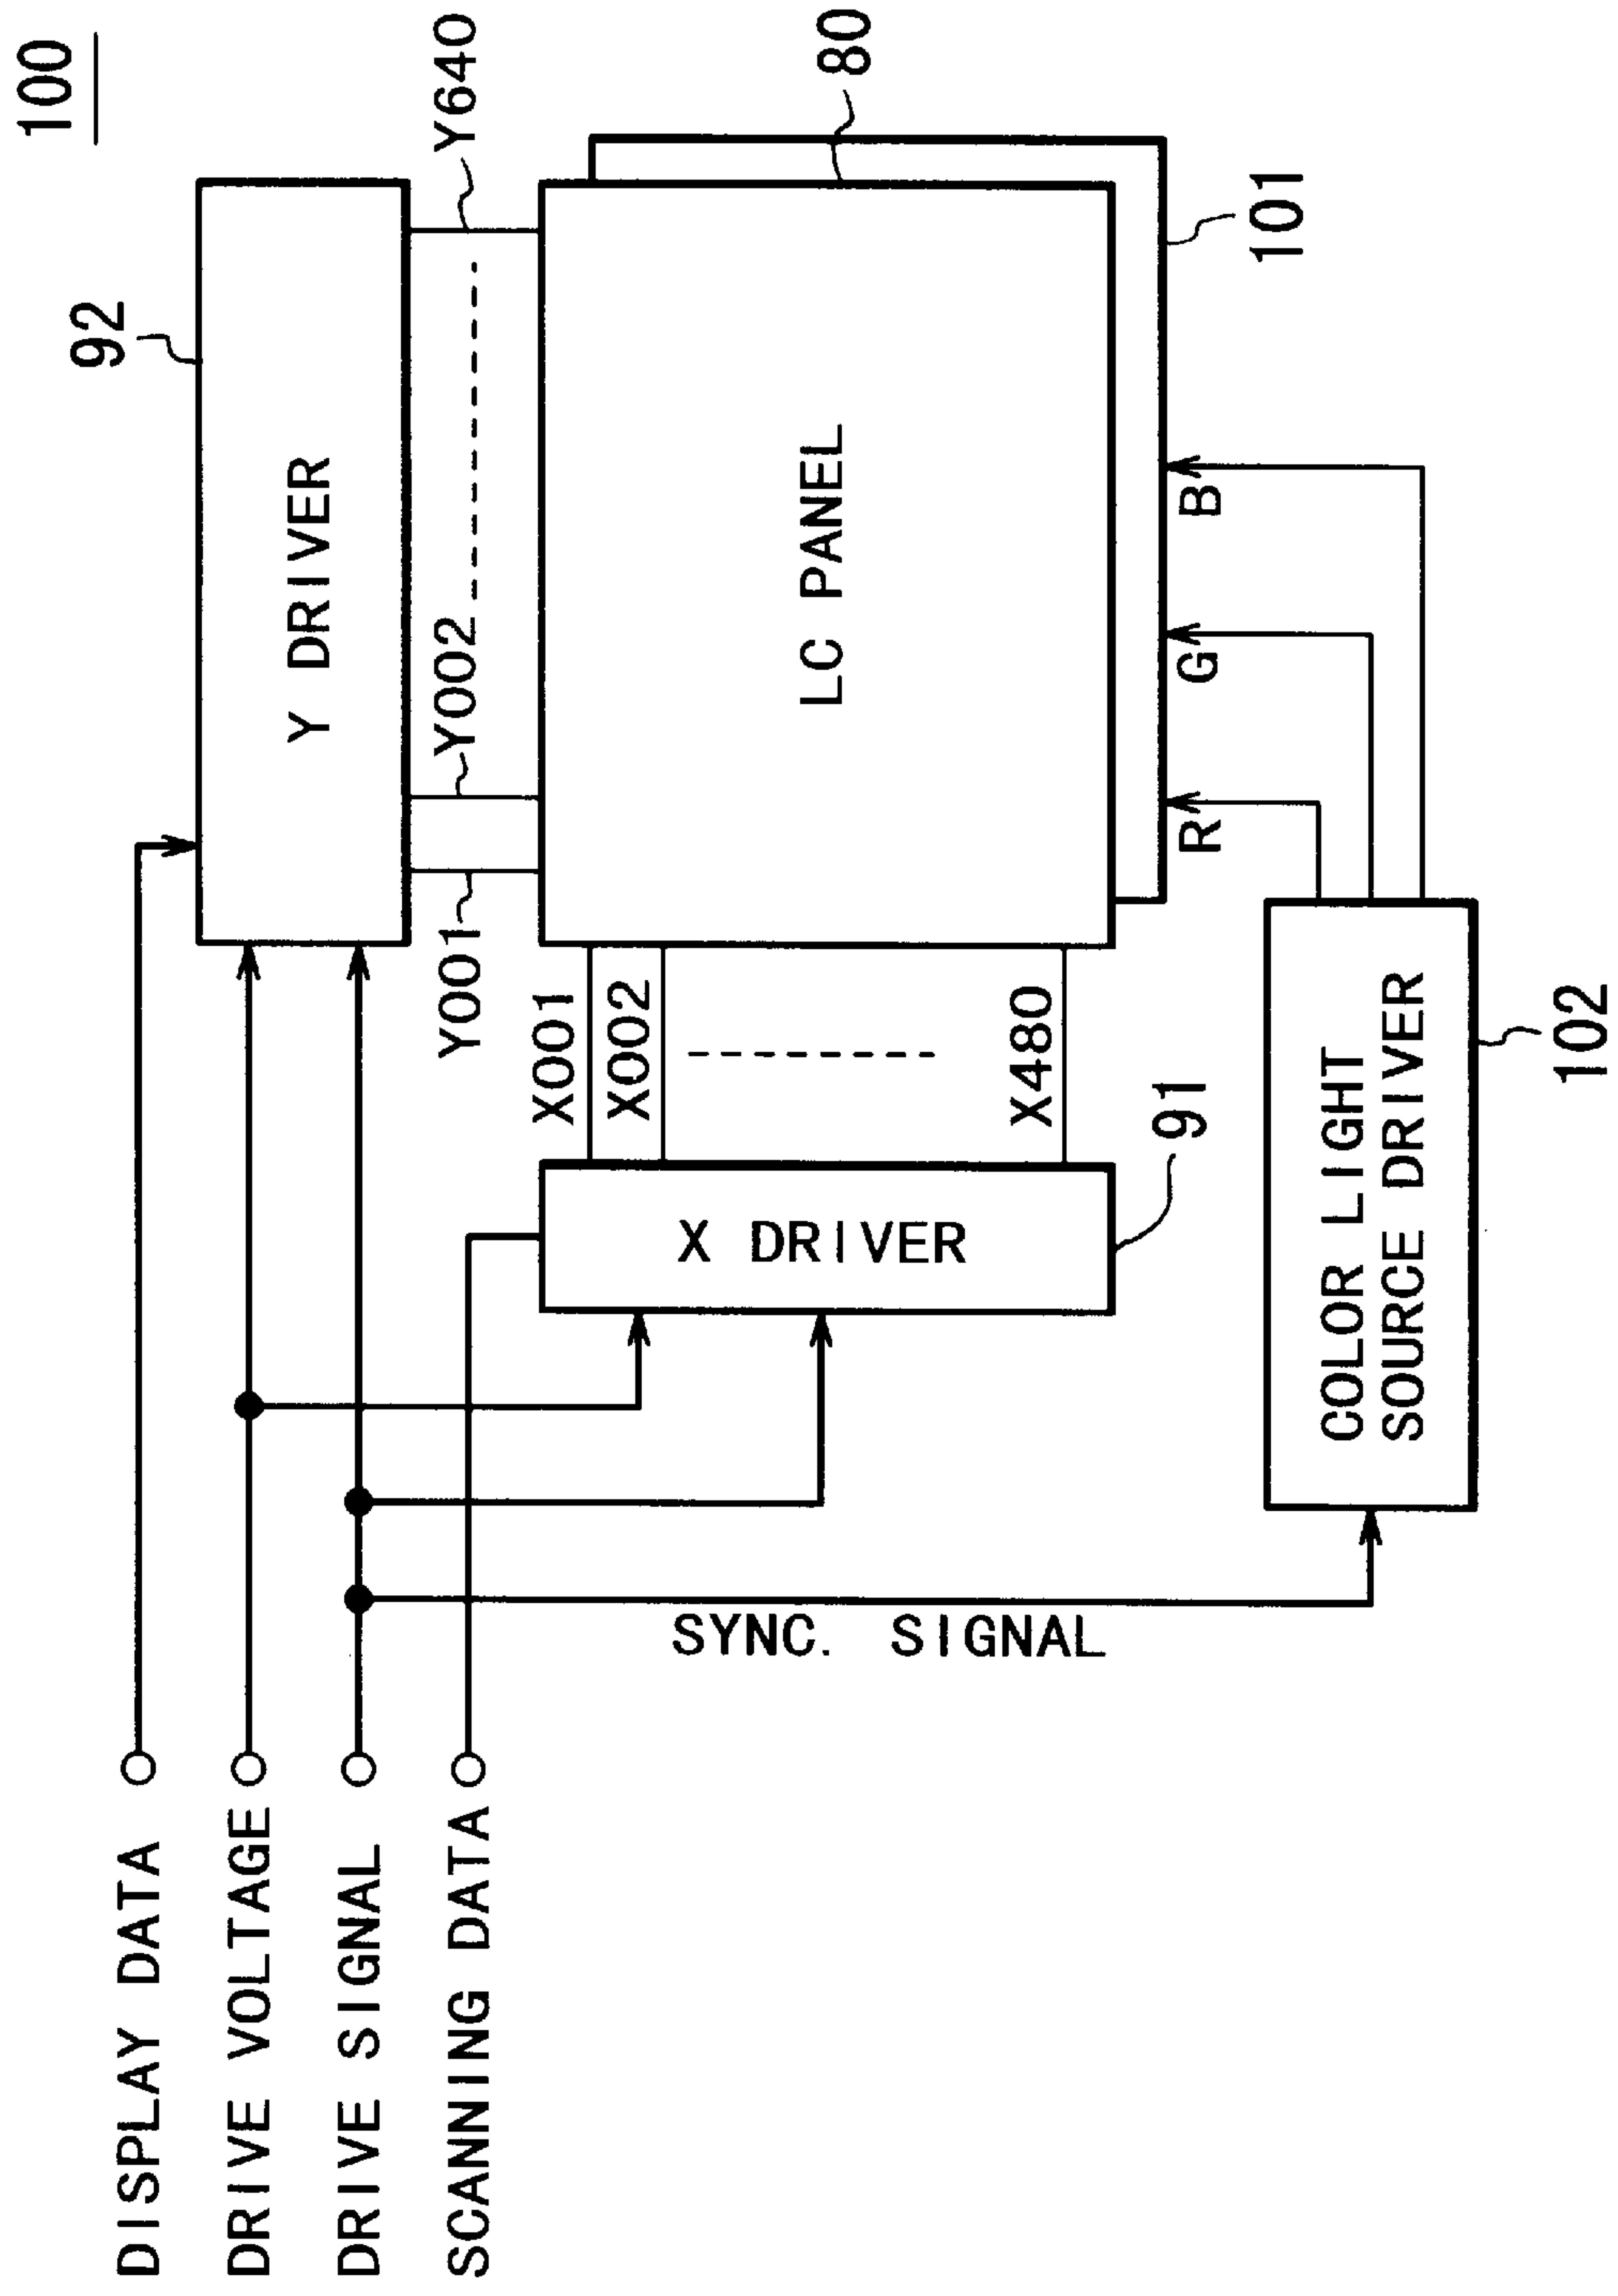 100
92
Y DRIVER
DISPLAY DATA
DRIVE VOLTAGE
DRIVE SIGNAL
SCANNING DATA
Y001
Y002
Y640
X001
X002
X480
X DRIVER
91
LC PANEL
80
101
SYNC. SIGNAL
R
G
B
COLOR LIGHT
SOURCE DRIVER
102